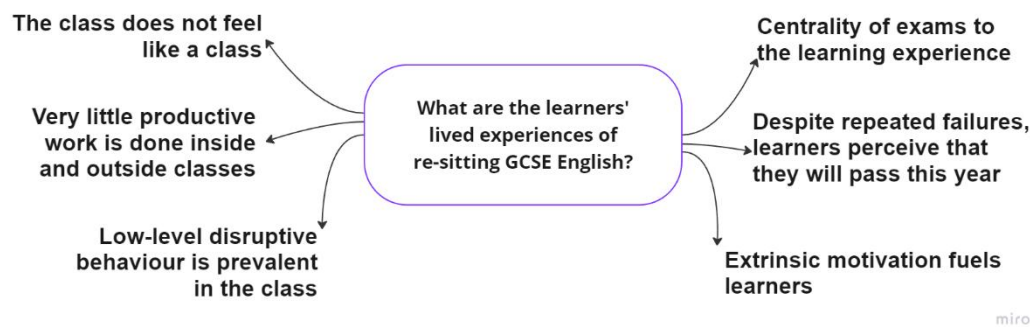 The class does not feel
like a class
Very little productive
work is done inside
and outside classes
Low-level disruptive
behaviour is prevalent
in the class
What are the learners'
lived experiences of
re-sitting GCSE English?
Centrality of exams to
the learning experience
Despite repeated failures,
learners perceive that
they will pass this year
Extrinsic motivation fuels
learners
miro